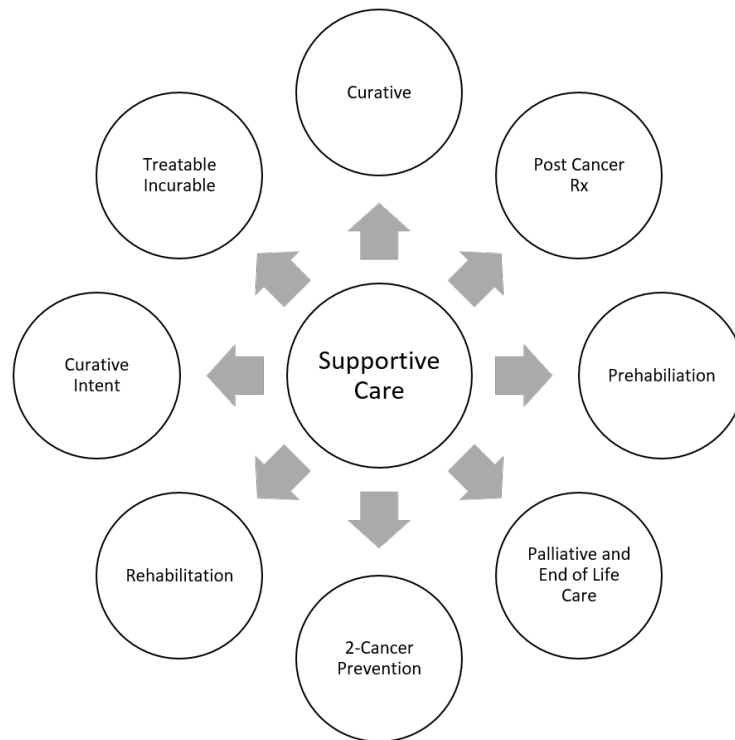 Curative
Treatable
Incurable
Post Cancer
Rx
Curative
Intent
Supportive
Care
Prehabiliation
Rehabilitation
Palliative and
End of Life
Care
2-Cancer
Prevention